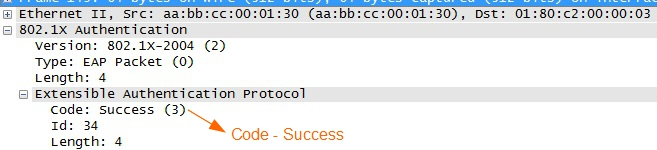 Ethernet II, Src: aa:bb:cc:00:01:30 (aa:bb:cc:00:01:30), Dst: 01:80:c2:00:00:03
802.1X Authentication
Version: 802.1X-2004 (2)
Type: EAP Packet (0)
Length: 4
Extensible Authentication Protocol
Code: Success (3)
Id: 34
Code - Success
Length: 4